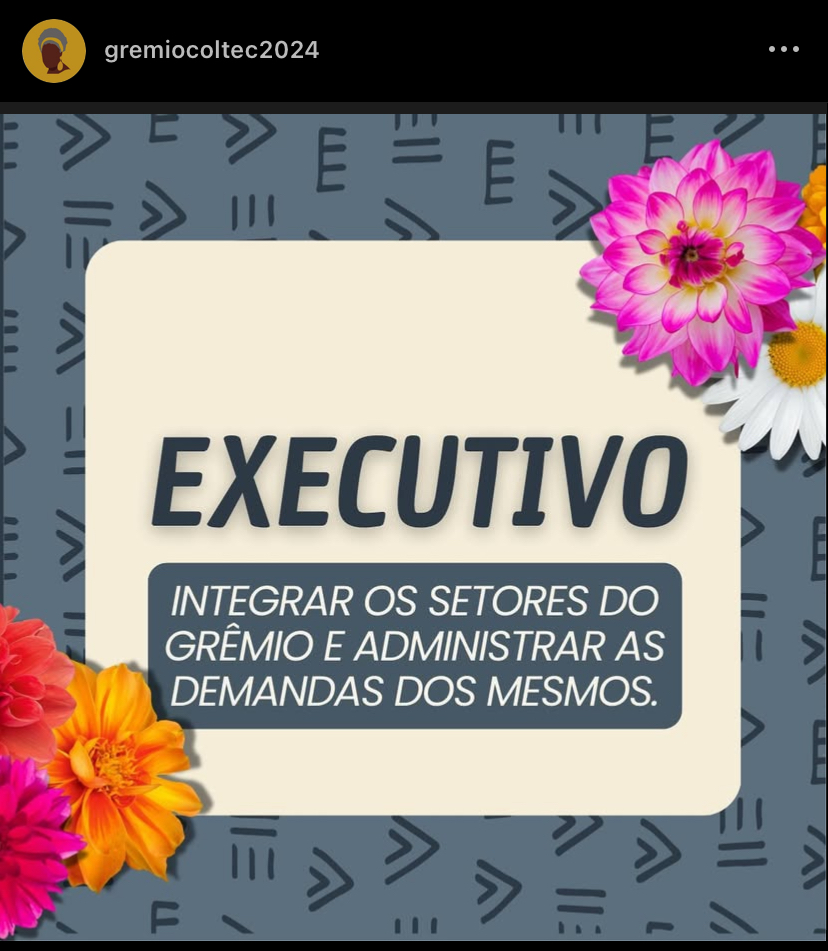 gremiocoltec2024
EXECUTIVO
INTEGRAR OS SETORES DO
GRÊMIO E ADMINISTRAR AS
DEMANDAS DOS MESMOS.